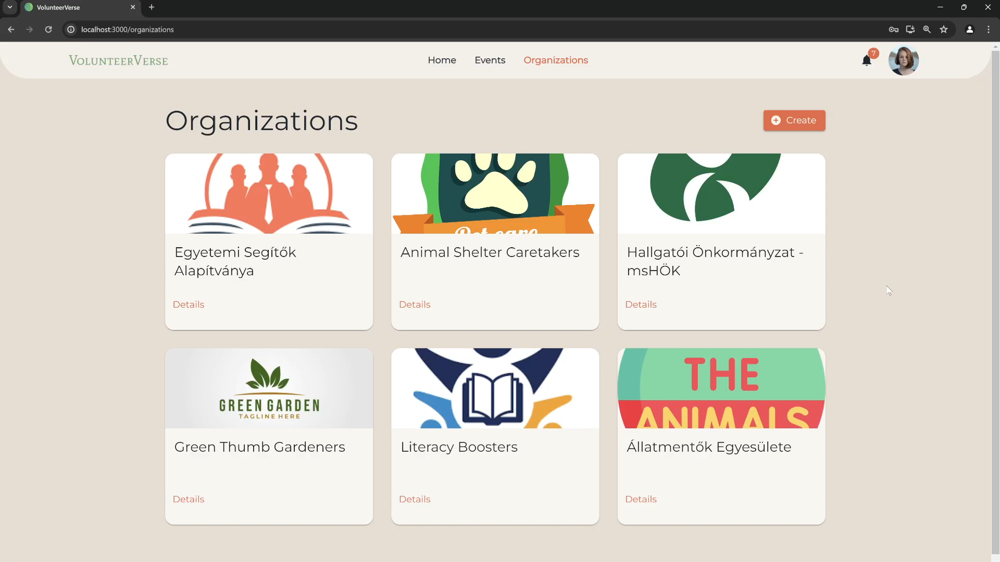 VolunteerVerse
localhost:3000/organizations
VOLUNTEERVERSE
Home
Events
Organizations
7
Organizations
Create
Pet care
Egyetemi Segítők
Alapítványa
Animal Shelter Caretakers
Hallgatói Önkormányzat -
msHÖK
Details
Details
Details
GREEN GARDEN
TAGLINE HERE
THE
ANIMALS
Green Thumb Gardeners
Literacy Boosters
Állatmentők Egyesülete
Details
Details
Details